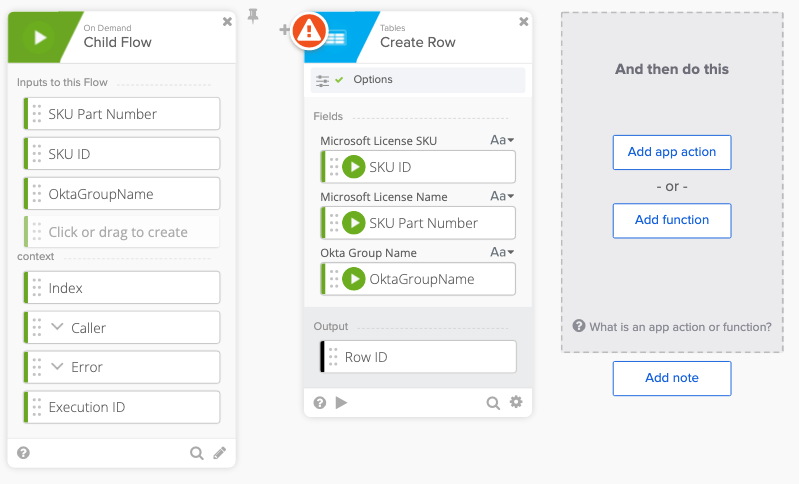 On Demand
Child Flow
Inputs to this Flow
SKU Part Number
SKU ID
OktaGroupName
Click or drag to create
context
Index
Caller
Error
Execution ID
Tables
Create Row
Options
Fields
Microsoft License SKU Aa
SKU ID
Microsoft License Name Aa
SKU Part Number
Okta Group Name Aa
OktaGroupName
Output
Row ID
And then do this
Add app action
- or -
Add function
What is an app action or function?
Add note